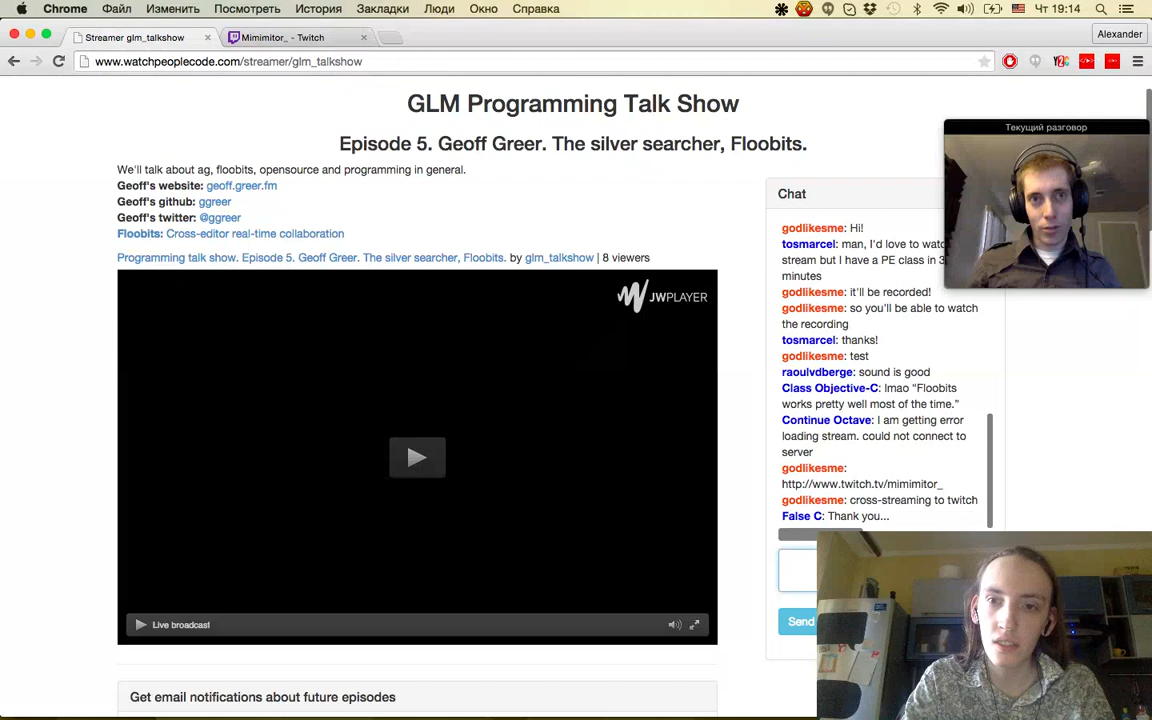 Chrome Файл Изменить Посмотреть История Закладки Люди Окно Справка Чт 19:14
Streamer glm_talkshow Mimimitor_ - Twitch Alexander
www.watchpeoplecode.com/streamer/glm_talkshow
GLM Programming Talk Show
Episode 5. Geoff Greer. The silver searcher, Floobits.
We'll talk about ag, floobits, opensource and programming in general.
Geoff's website: geoff.greer.fm
Geoff's github: ggreer
Geoff's twitter: @ggreer
Floobits: Cross-editor real-time collaboration
Programming talk show. Episode 5. Geoff Greer. The silver searcher, Floobits. by glm_talkshow | 8 viewers
JWPLAYER
Live broadcast
Get email notifications about future episodes
Текущий разговор
Chat
godlikesme: Hi!
tosmarcel: man, I'd love to
stream but I have a PE class in
minutes
godlikesme: it'll be recorded!
godlikesme: so you'll be able to watch
the recording
tosmarcel: thanks!
godlikesme: test
raoulvdberge: sound is good
Class Objective-C: lmao “Floobits
works pretty well most of the time.”
Continue Octave: I am getting error
loading stream. could not connect to
server
godlikesme:
http://www.twitch.tv/mimimitor_
godlikesme: cross-streaming to twitch
False C: Thank you...
Send